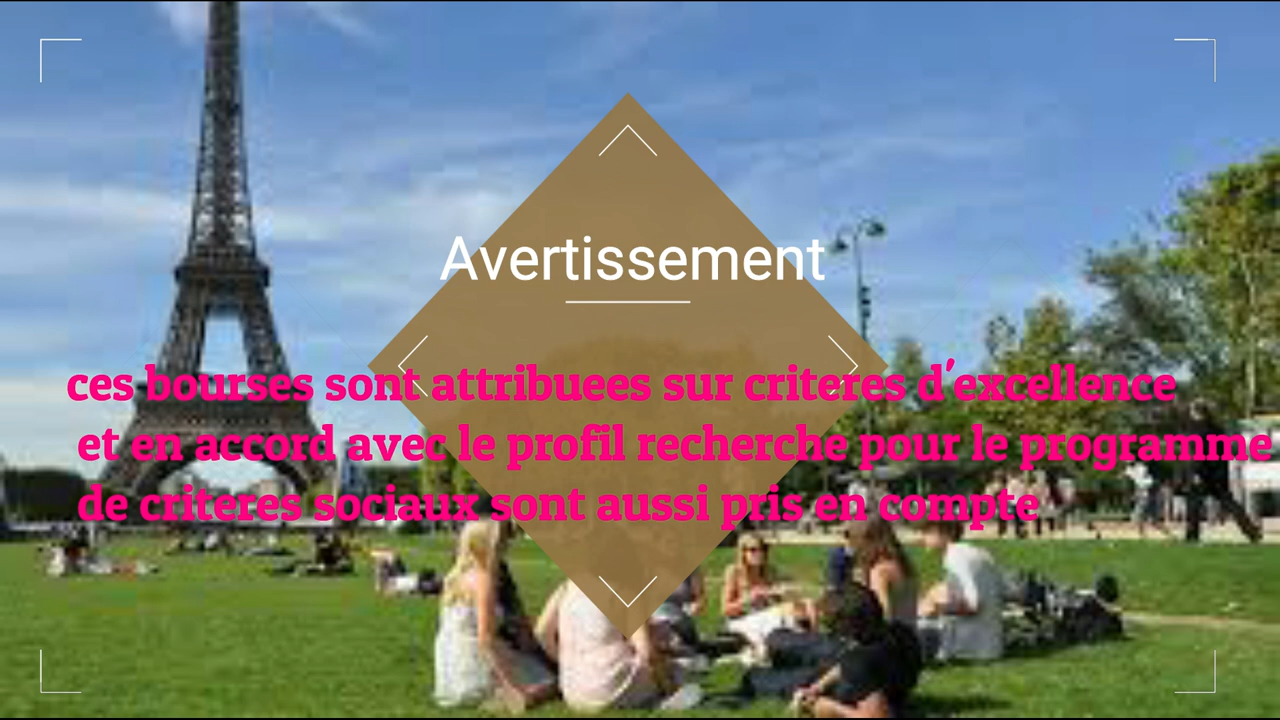 Avertissement
ces bourses sont attribuees sur criteres d'excellence
et en accord avec le profil recherche pour le programme
de criteres sociaux sont aussi pris en compte